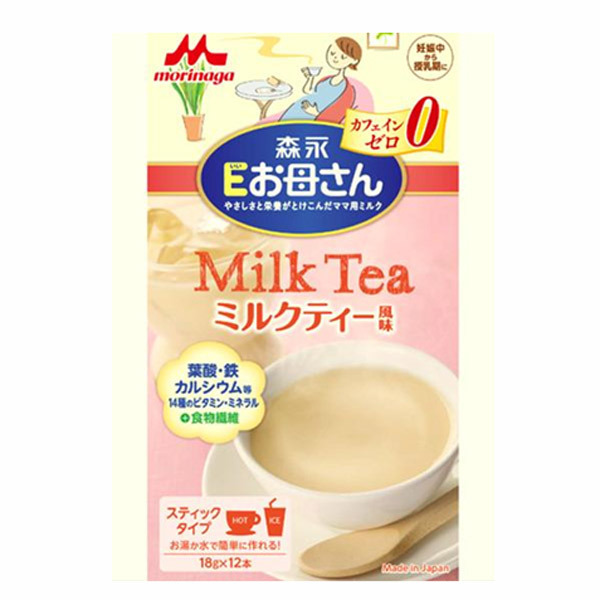 morinaga
妊娠中
から
授乳期に
カフェイン
ゼロ
0
森永
いい
Eお母さん
やさしさと栄養がとけこんだママ用ミルク
Milk Tea
ミルクティー風味
葉酸・鉄
カルシウム等
14種のビタミン・ミネラル
+食物繊維
スティック
タイプ
HOT
ICE
お湯か水で簡単に作れる!
18g×12本
Made in Japan